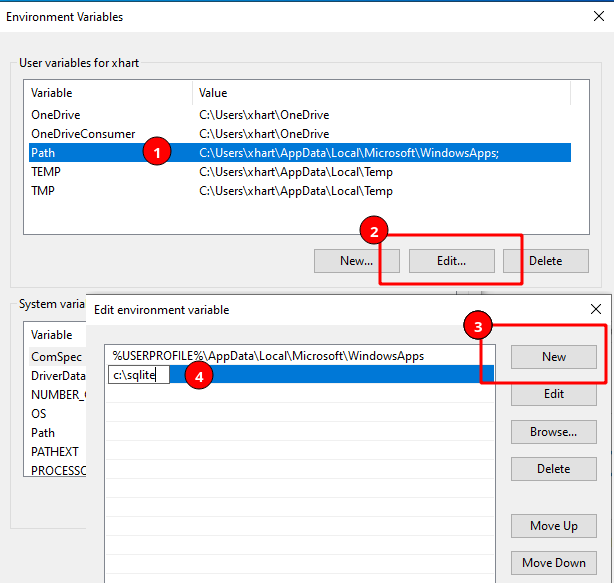 Environment Variables
User variables for xhart
Variable Value
OneDrive C:\Users\xhart\OneDrive
OneDriveConsumer C:\Users\xhart\OneDrive
Path 1 C:\Users\xhart\AppData\Local\Microsoft\WindowsApps;
TEMP C:\Users\xhart\AppData\Local\Temp
TMP C:\Users\xhart\AppData\Local\Temp
2
New... Edit... Delete
System varia
Variable
ComSpec
DriverData
NUMBER_
OS
Path
PATHEXT
PROCESSO
Edit environment variable
3
%USERPROFILE%\AppData\Local\Microsoft\WindowsApps
c:\sqlite 4
New
Edit
Browse...
Delete
Move Up
Move Down